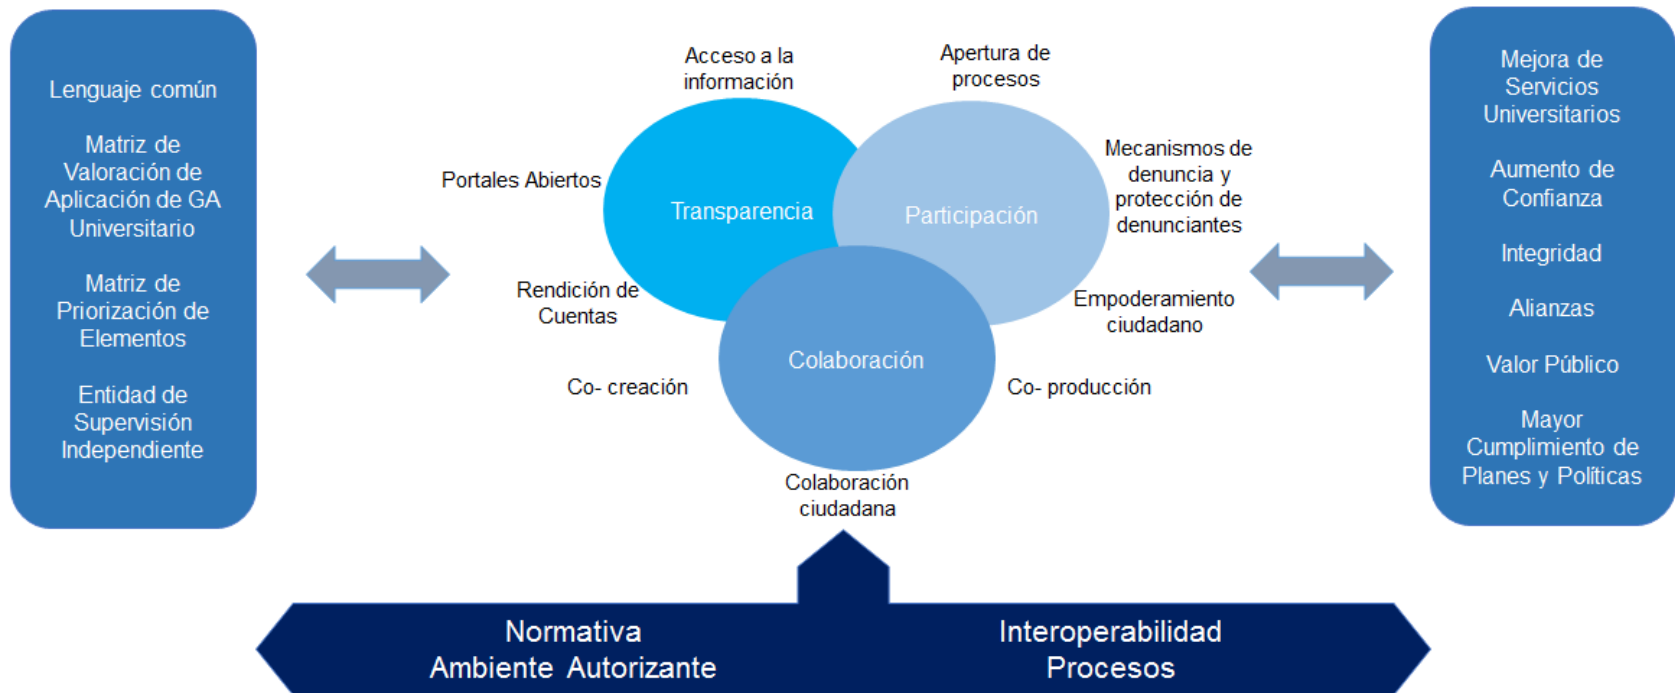 Lenguaje común
Matriz de
Valoración de
Aplicación de GA
Universitario
Matriz de
Priorización de
Elementos
Entidad de
Supervisión
Independiente
Acceso a la
información
Apertura de
procesos
Portales Abiertos
Transparencia
Participación
Mecanismos de
denuncia y
protección de
denunciantes
Rendición de
Cuentas
Empoderamiento
ciudadano
Colaboración
Co- creación
Co- producción
Colaboración
ciudadana
Mejora de
Servicios
Universitarios
Aumento de
Confianza
Integridad
Alianzas
Valor Público
Mayor
Cumplimiento de
Planes y Políticas
Normativa
Ambiente Autorizante
Interoperabilidad
Procesos